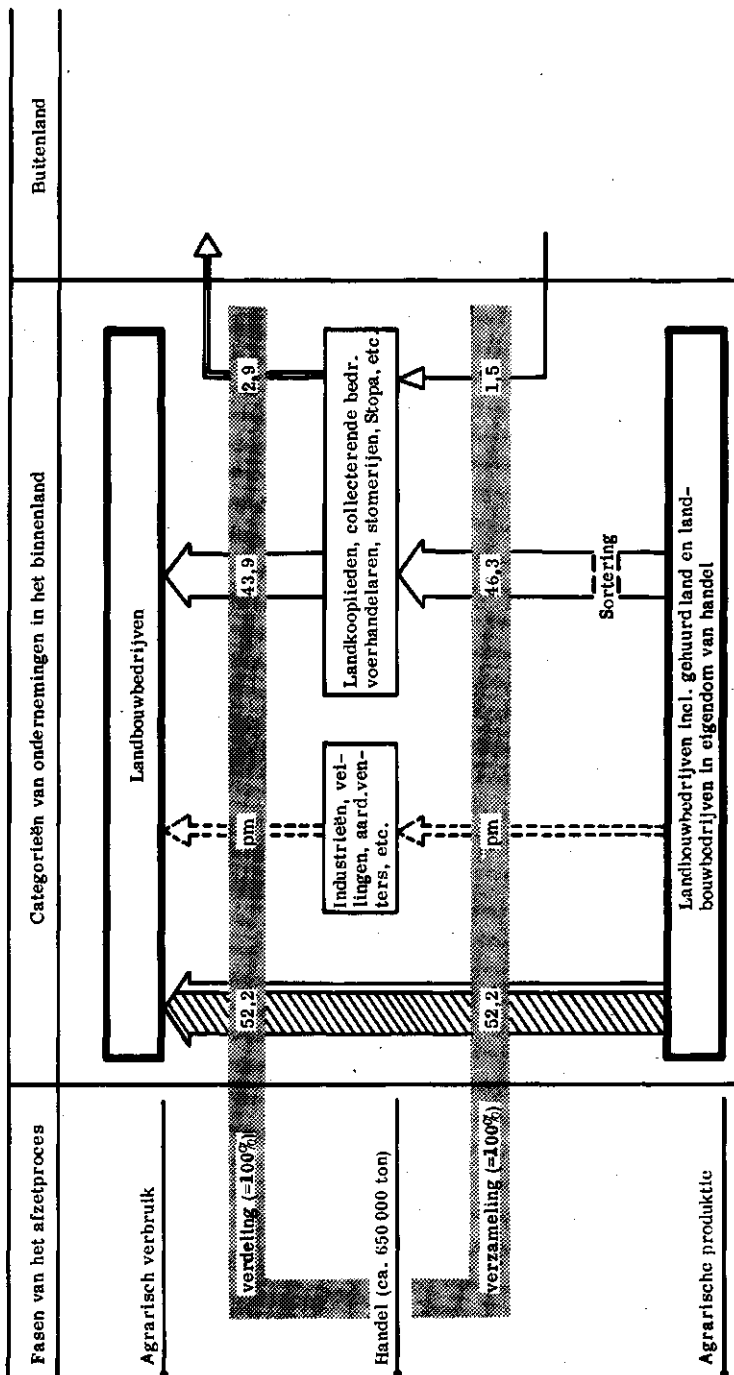 Fasen van het afzetproces
Categorieën van ondernemingen in het binnenland
Buitenland
Agrarisch verbruik
Landbouwbedrijven
verdeling (=100%)
52,2
pm
43,9
2,9
Handel (ca. 650 000 ton)
Industrieën, vei-
lingen, aard.ven-
ters, etc.
Landkooplieden, collecterende bedr.
voerhandelaren, stomerijen, Stopa, etc.
verzameling (=100%)
52,2
pm
46,3
1,5
Sortering
Agrarische produktie
Landbouwbedrijven incl. gehuurd land en land-
bouwbedrijven in eigendom van handel